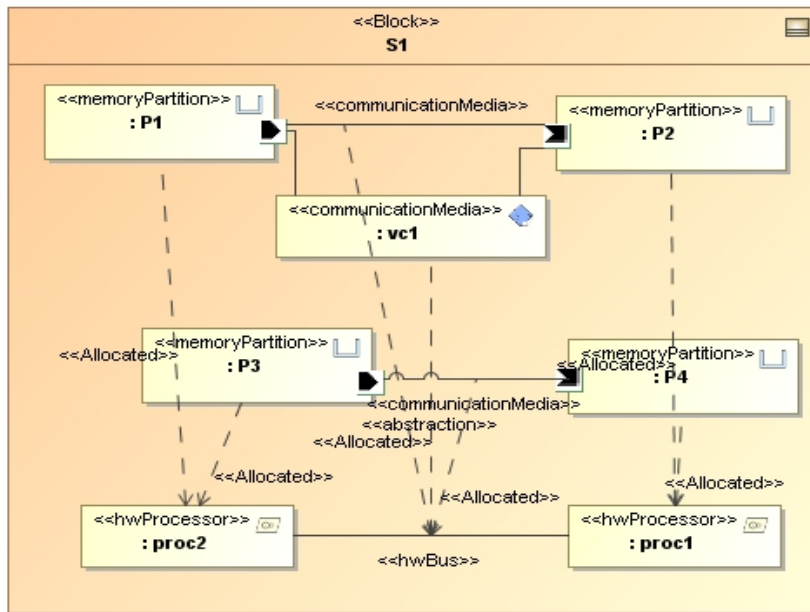 <<Block>>
S1
<<memoryPartition>>
: P1
<<communicationMedia>>
<<memoryPartition>>
: P2
<<communicationMedia>>
: vc1
<<memoryPartition>>
: P3
<<Allocated>>
<<memoryPartition>>
: P4
<<Allocated>>
<<communicationMedia>>
<<abstraction>>
<<Allocated>>
<<Allocated>>
<<Allocated>>
<<Allocated>>
<<hwProcessor>>
: proc2
<<hwBus>>
<<hwProcessor>>
: proc1